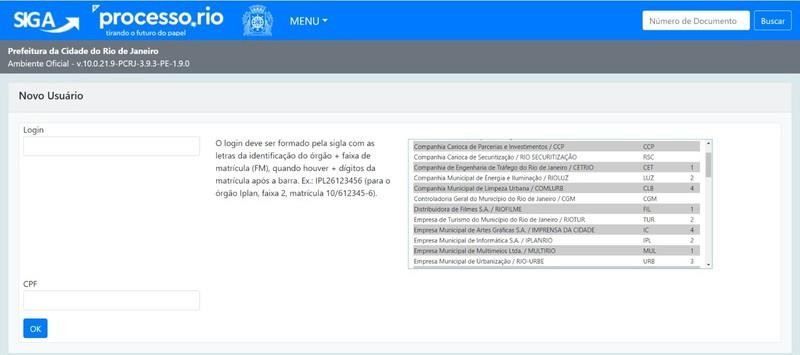 SIGA processo.rio MENU Número de Documento Buscar
tirando o rio do papel
Prefeitura da Cidade do Rio de Janeiro
Ambiente Oficial - v.10.0.21.9-PCRJ-3.9.3-PE-1.9.0
Novo Usuário
Login
O login deve ser formado pela sigla com as
letras da identificação do órgão + faixa de
matrícula (FM), quando houver + dígitos da
matrícula após a barra. Ex.: IPL26123456 (para o
órgão Iplan, faixa 2, matrícula 10/612345-6).
Companhia Carioca de Parcerias e Investimentos / CCP CCP
Companhia Carioca de Securitização / RIO SECURITIZAÇÃO RSC
Companhia de Engenharia de Tráfego do Rio de Janeiro / CETRIO CET 1
Companhia Municipal de Energia e Iluminação / RIOLUZ LUZ 2
Companhia Municipal de Limpeza Urbana / COMLURB CLB 4
Controladoria Geral do Município do Rio de Janeiro / CGM CGM
Distribuidora de Filmes S.A. / RIOFILME FIL 1
Empresa de Turismo do Município do Rio de Janeiro / RIOTUR TUR 2
Empresa Municipal de Artes Gráficas S.A. / IMPRENSA DA CIDADE IC 4
Empresa Municipal de Informática S.A. / IPLANRIO IPL 2
Empresa Municipal de Multimeios Ltda. / MULTIRIO MUL 1
Empresa Municipal de Urbanização / RIO-URBE URB 3
CPF
OK